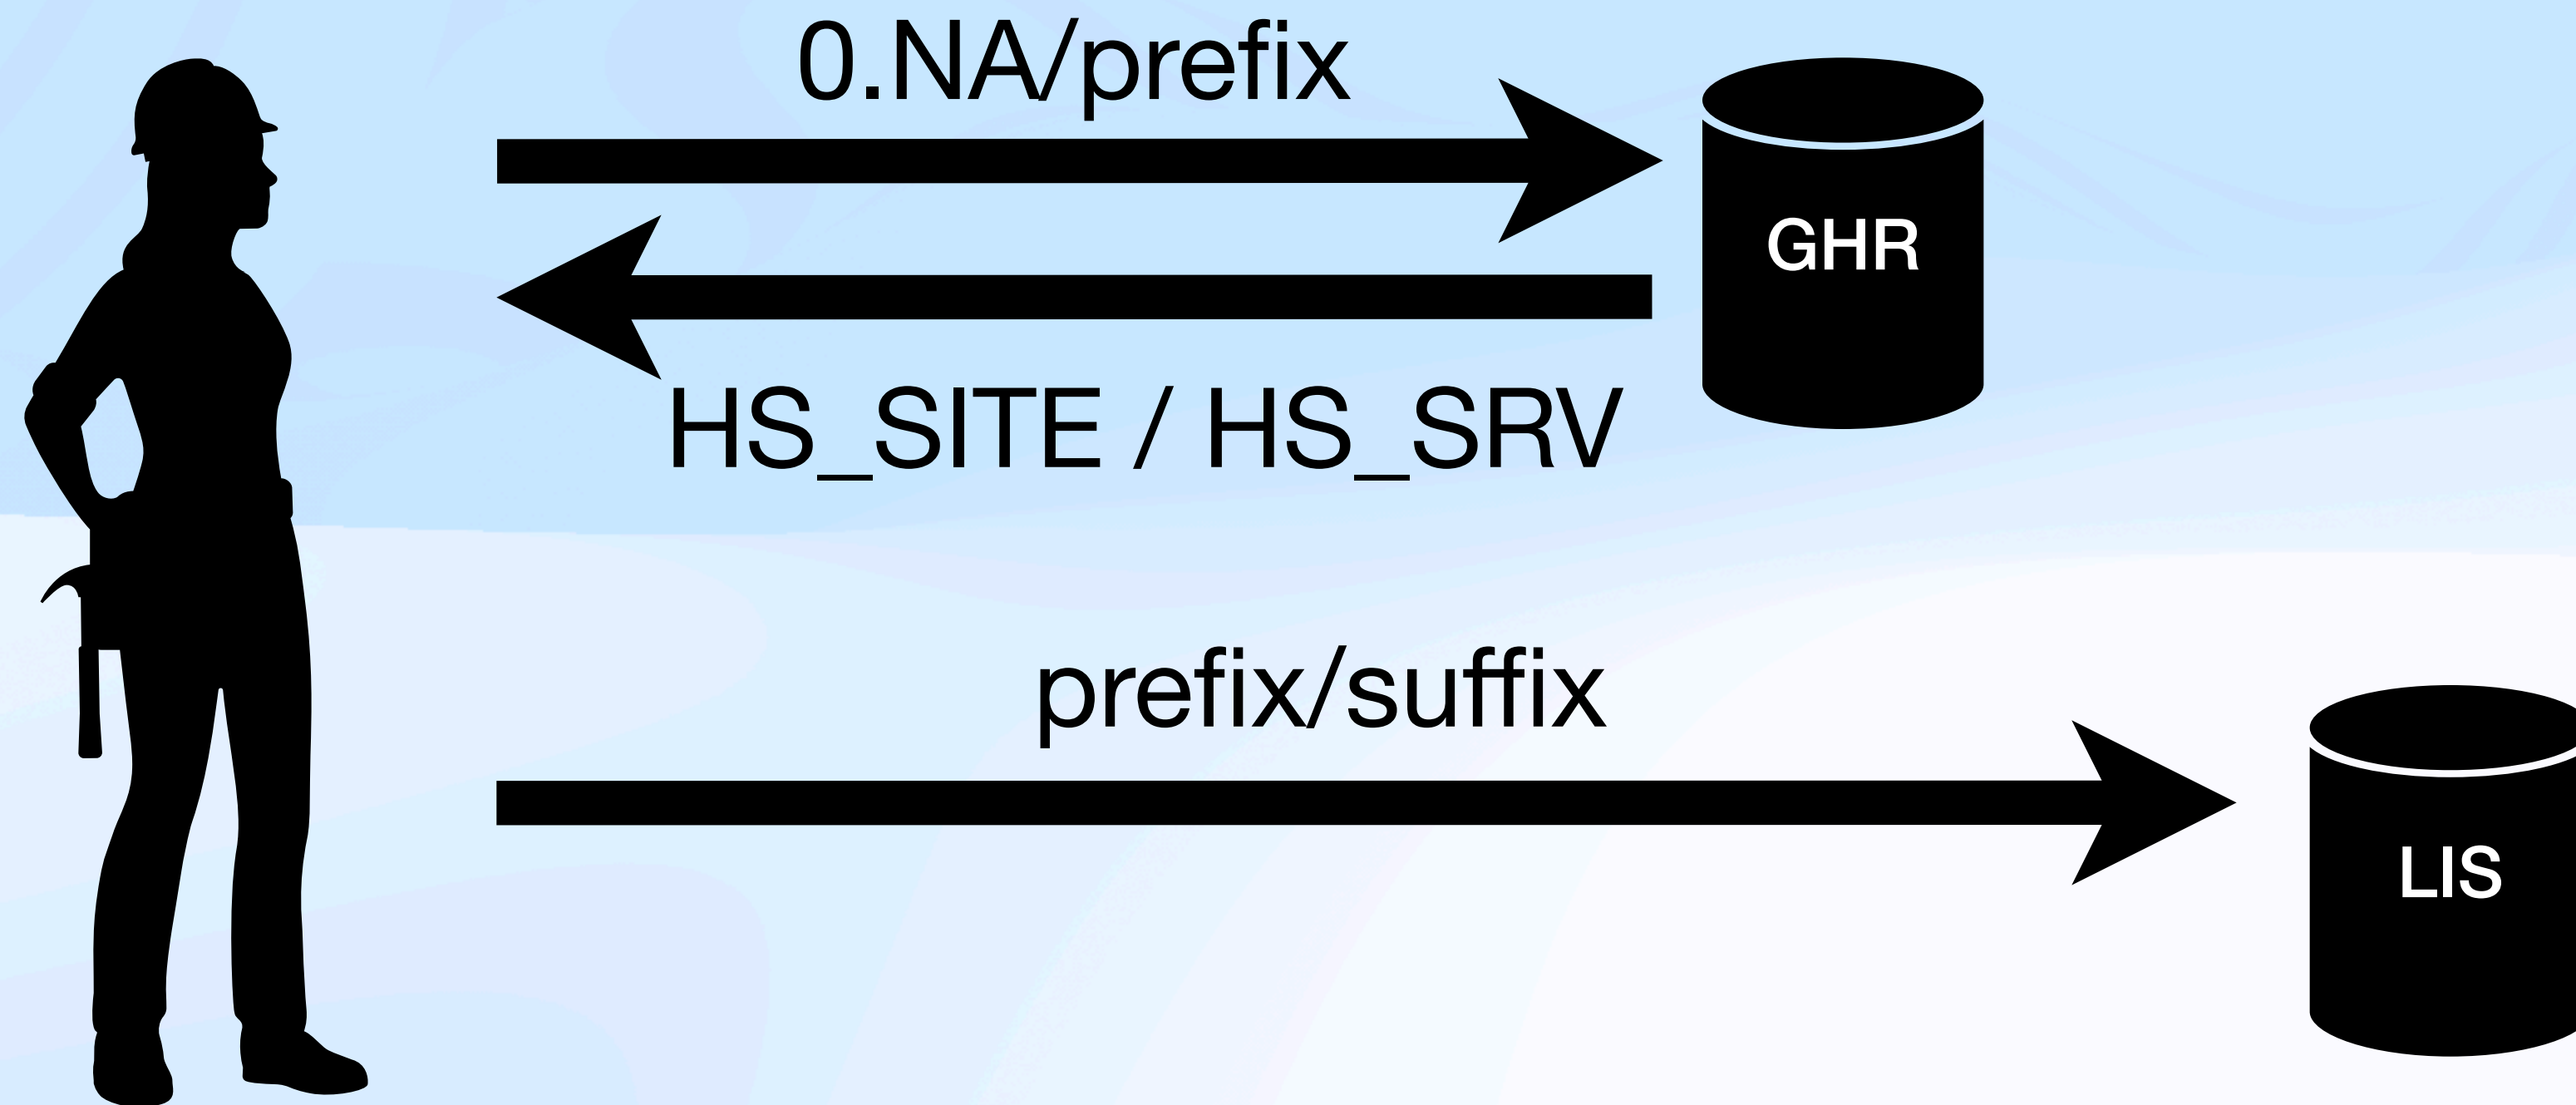 0.NA/prefix
GHR
HS_SITE / HS_SRV
prefix/suffix
LIS